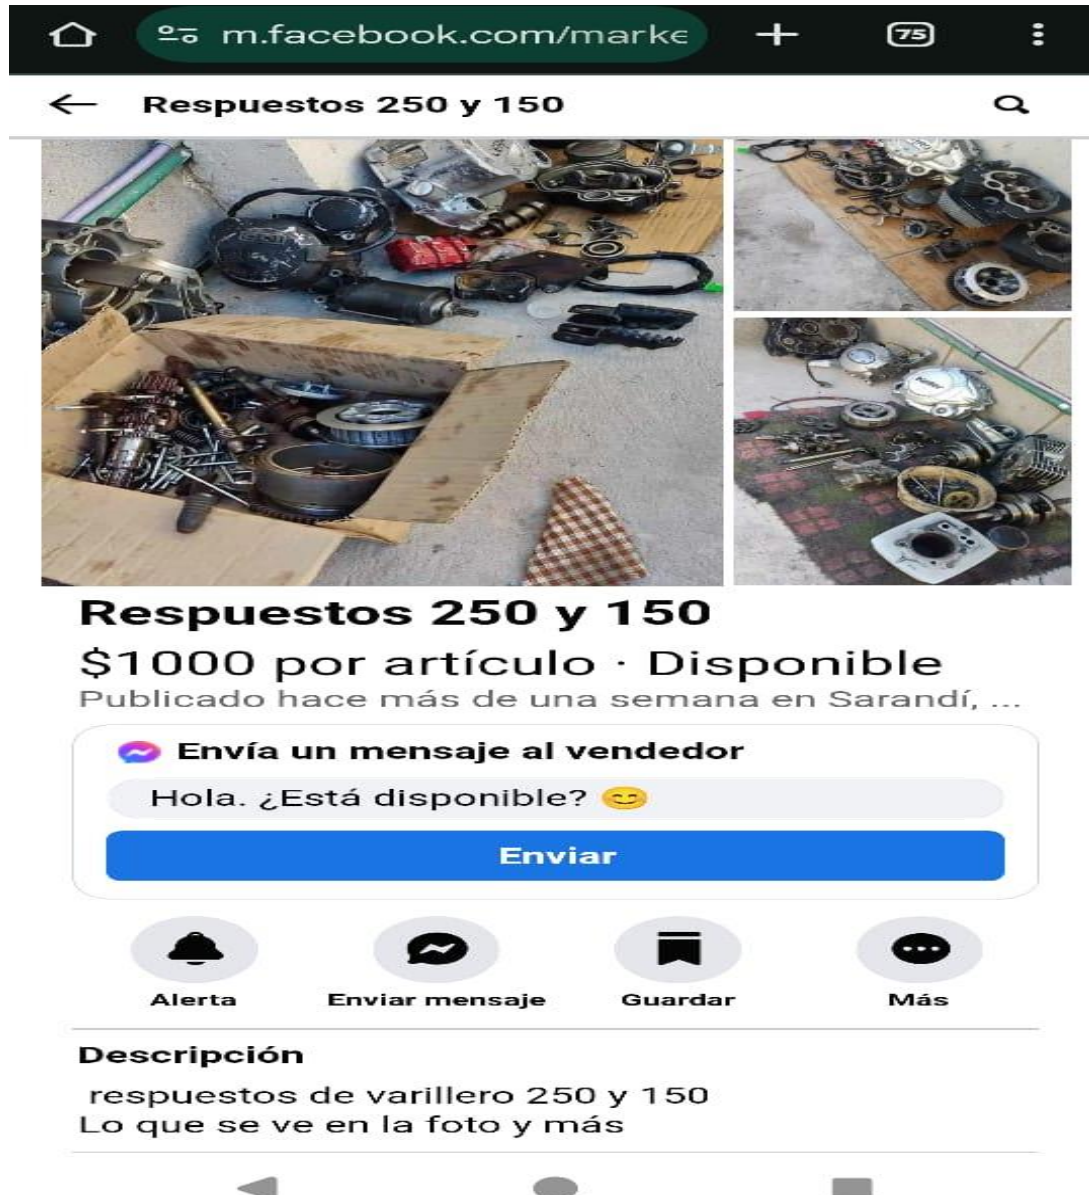 m.facebook.com/marke
75
Respuestos 250 y 150
Respuestos 250 y 150
$1000 por artículo · Disponible
Publicado hace más de una semana en Sarandí, ...
Envía un mensaje al vendedor
Hola. ¿Está disponible? 😊
Enviar
Alerta
Enviar mensaje
Guardar
Más
Descripción
respuestos de varillero 250 y 150
Lo que se ve en la foto y más